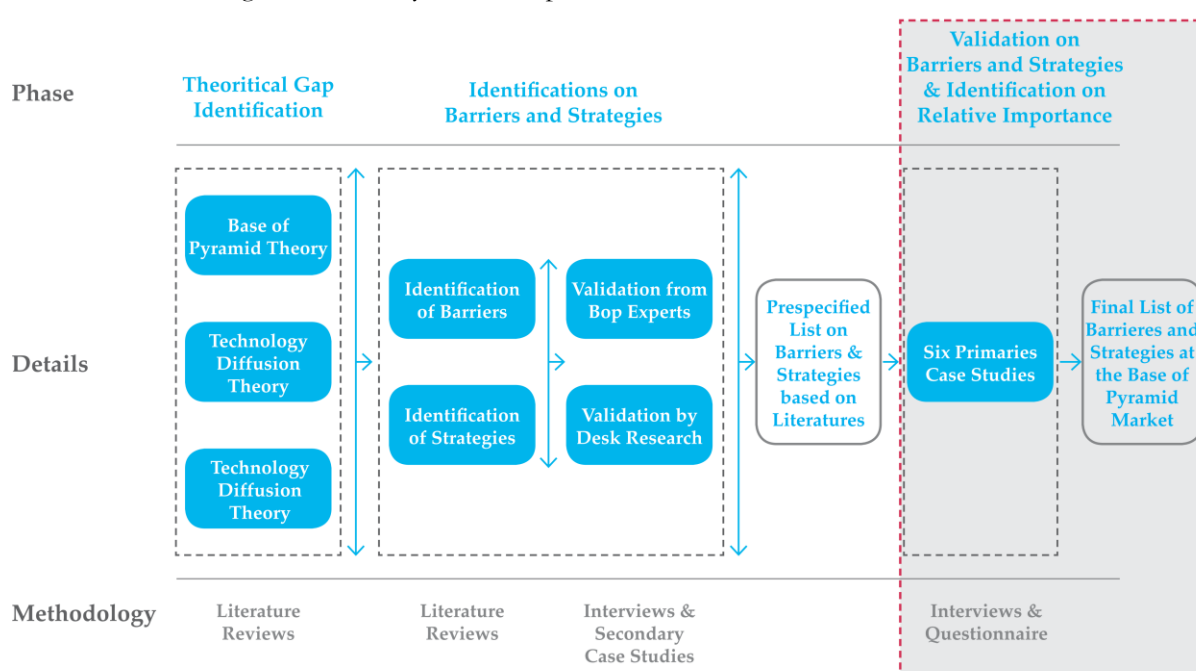 Phase
Theoritical Gap
Identification
Identifications on
Barriers and Strategies
Validation on
Barriers and Strategies
& Identification on
Relative Importance
Details
Base of
Pyramid Theory
Technology
Diffusion
Theory
Technology
Diffusion
Theory
Identification
of Barriers
Identification
of Strategies
Validation from
Bop Experts
Validation by
Desk Research
Prespecified
List on
Barriers &
Strategies
based on
Literatures
Six Primaries
Case Studies
Final List of
Barrieres and
Strategies at
the Base of
Pyramid
Market
Methodology
Literature
Reviews
Literature
Reviews
Interviews &
Secondary
Case Studies
Interviews &
Questionnaire